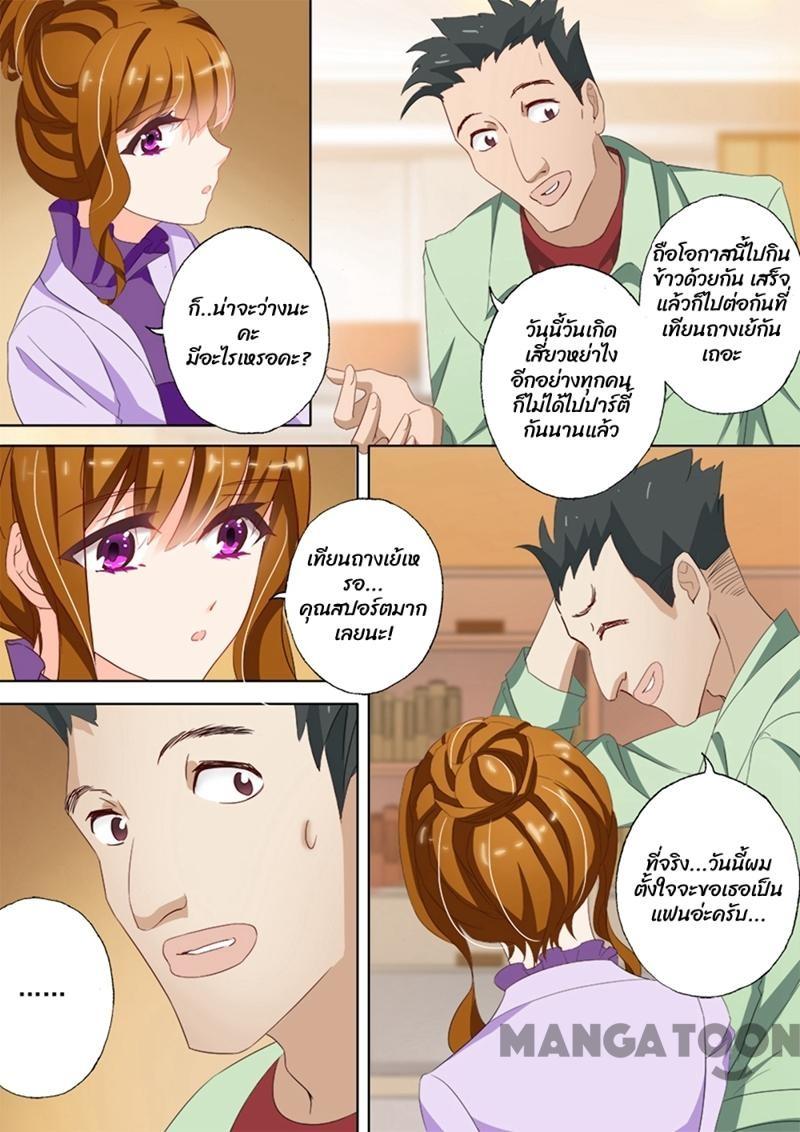 ก็..น่าจะว่างนะ
คะ
มีอะไรเหรอคะ?
วันนี้วันเกิด
เสี่ยวหย่าไง
อีกอย่างทุกคน
ก็ไม่ได้ไปปาร์ตี้
กันนานแล้ว
ถือโอกาสนี้ไปกิน
ข้าวด้วยกัน เสร็จ
แล้วก็ไปต่อกันที่
เทียนถางเย้กัน
เถอะ
เทียนถางเย้เห
รอ...
คุณสปอร์ตมาก
เลยนะ!
ที่จริง...วันนี้ผม
ตั้งใจจะขอเธอเป็น
แฟนอ่ะครับ...
......
MANGATOON